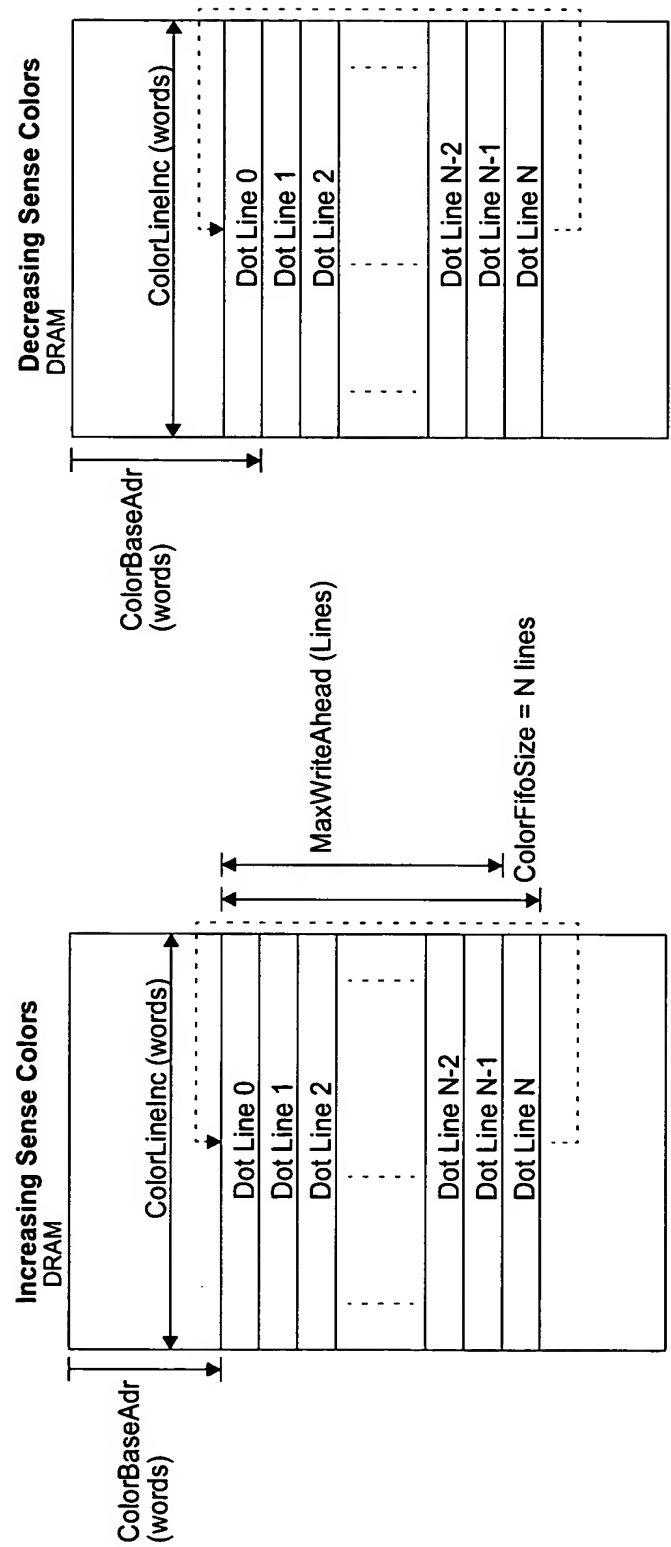 Increasing Sense Colors
DRAM
ColorBaseAdr
(words)
ColorLineInc (words)
Dot Line 0
Dot Line 1
Dot Line 2
Dot Line N-2
Dot Line N-1
Dot Line N
MaxWriteAhead (Lines)
ColorFifoSize = N lines
Decreasing Sense Colors
DRAM
ColorBaseAdr
(words)
ColorLineInc (words)
Dot Line 0
Dot Line 1
Dot Line 2
Dot Line N-2
Dot Line N-1
Dot Line N